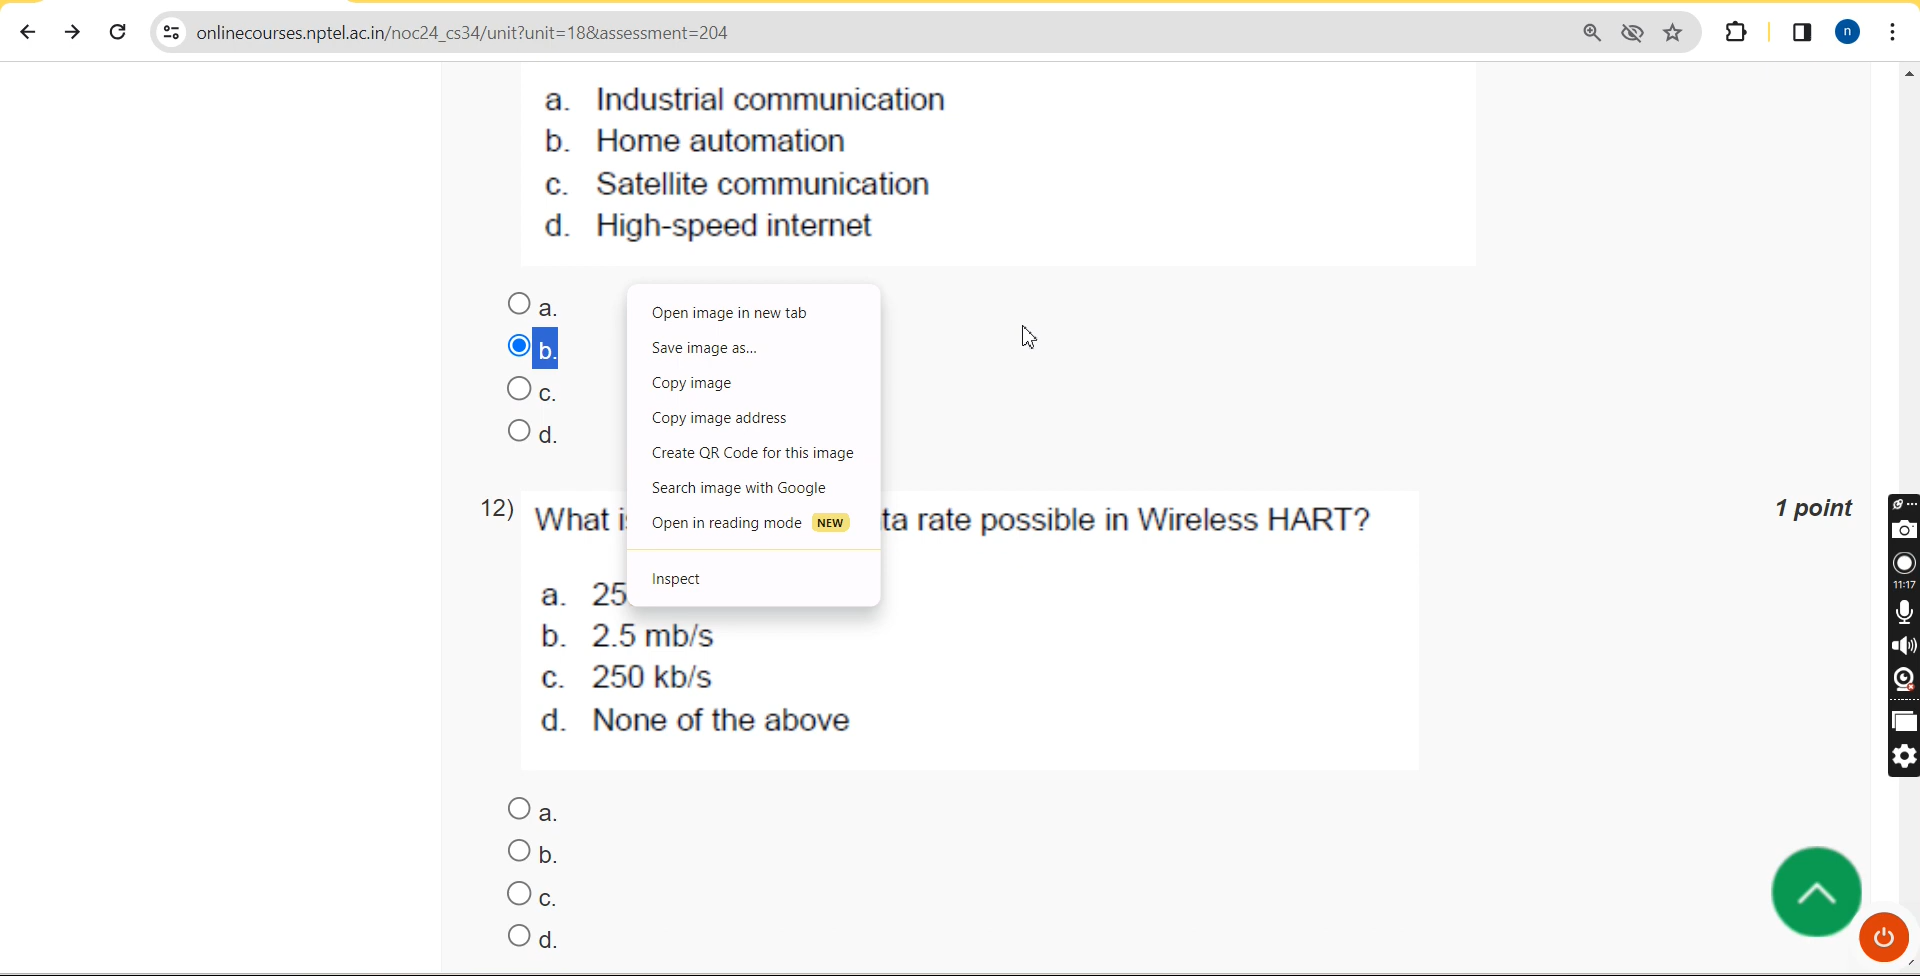 onlinecourses.nptel.ac.in/noc24_cs34/unit?unit=18&assessment=204
n
a. Industrial communication
b. Home automation
c. Satellite communication
d. High-speed internet
a.
b.
c.
d.
Open image in new tab
Save image as...
Copy image
Copy image address
Create QR Code for this image
Search image with Google
Open in reading mode NEW
Inspect
12) What rate possible in Wireless HART? 1 point
a.
b. 2.5 mb/s
c. 250 kb/s
d. None of the above
11:17
a.
b.
c.
d.